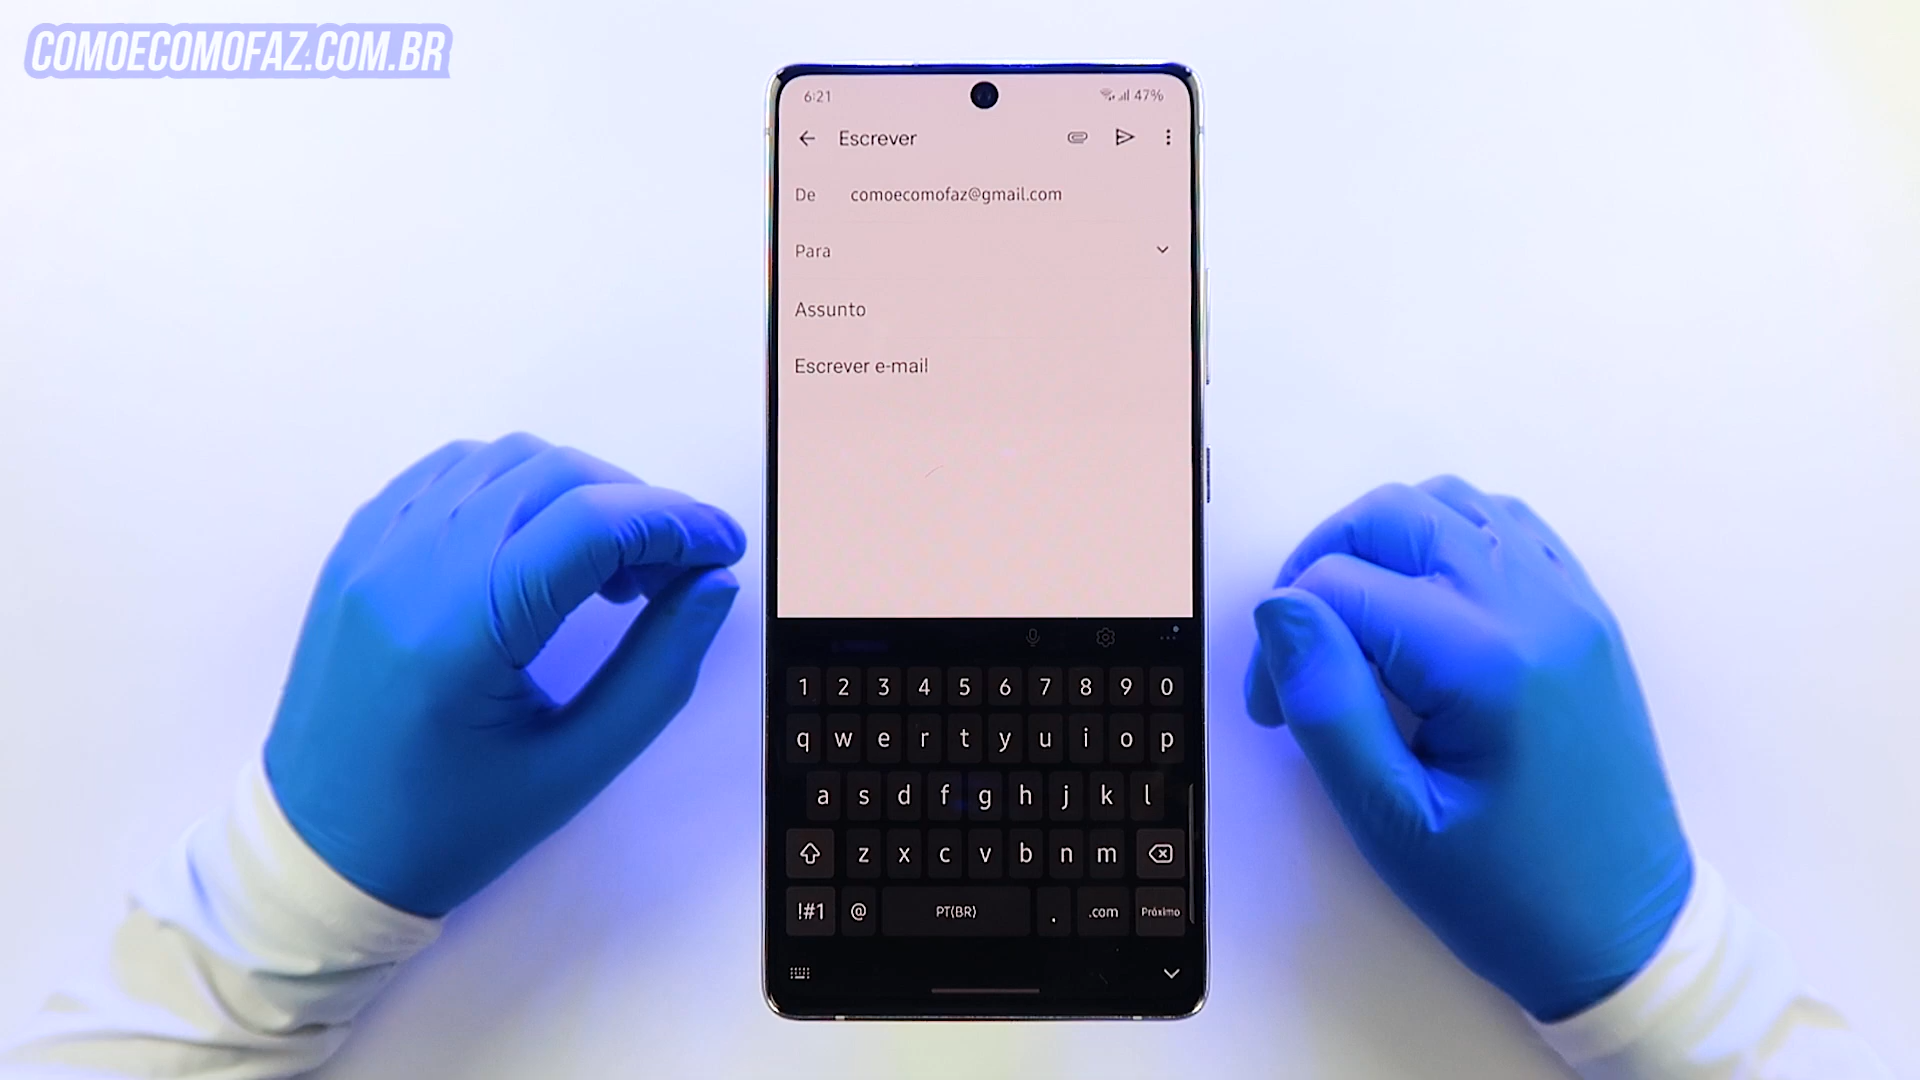 COMOECOMOFAZ.COM.BR
6:21 47%
Escrever
De comoecomofaz@gmail.com
Para
Assunto
Escrever e-mail
1 2 3 4 5 6 7 8 9 0
q w e r t y u i o p
a s d f g h j k l
z x c v b n m
!#1 @ PT(BR) . .com Próximo